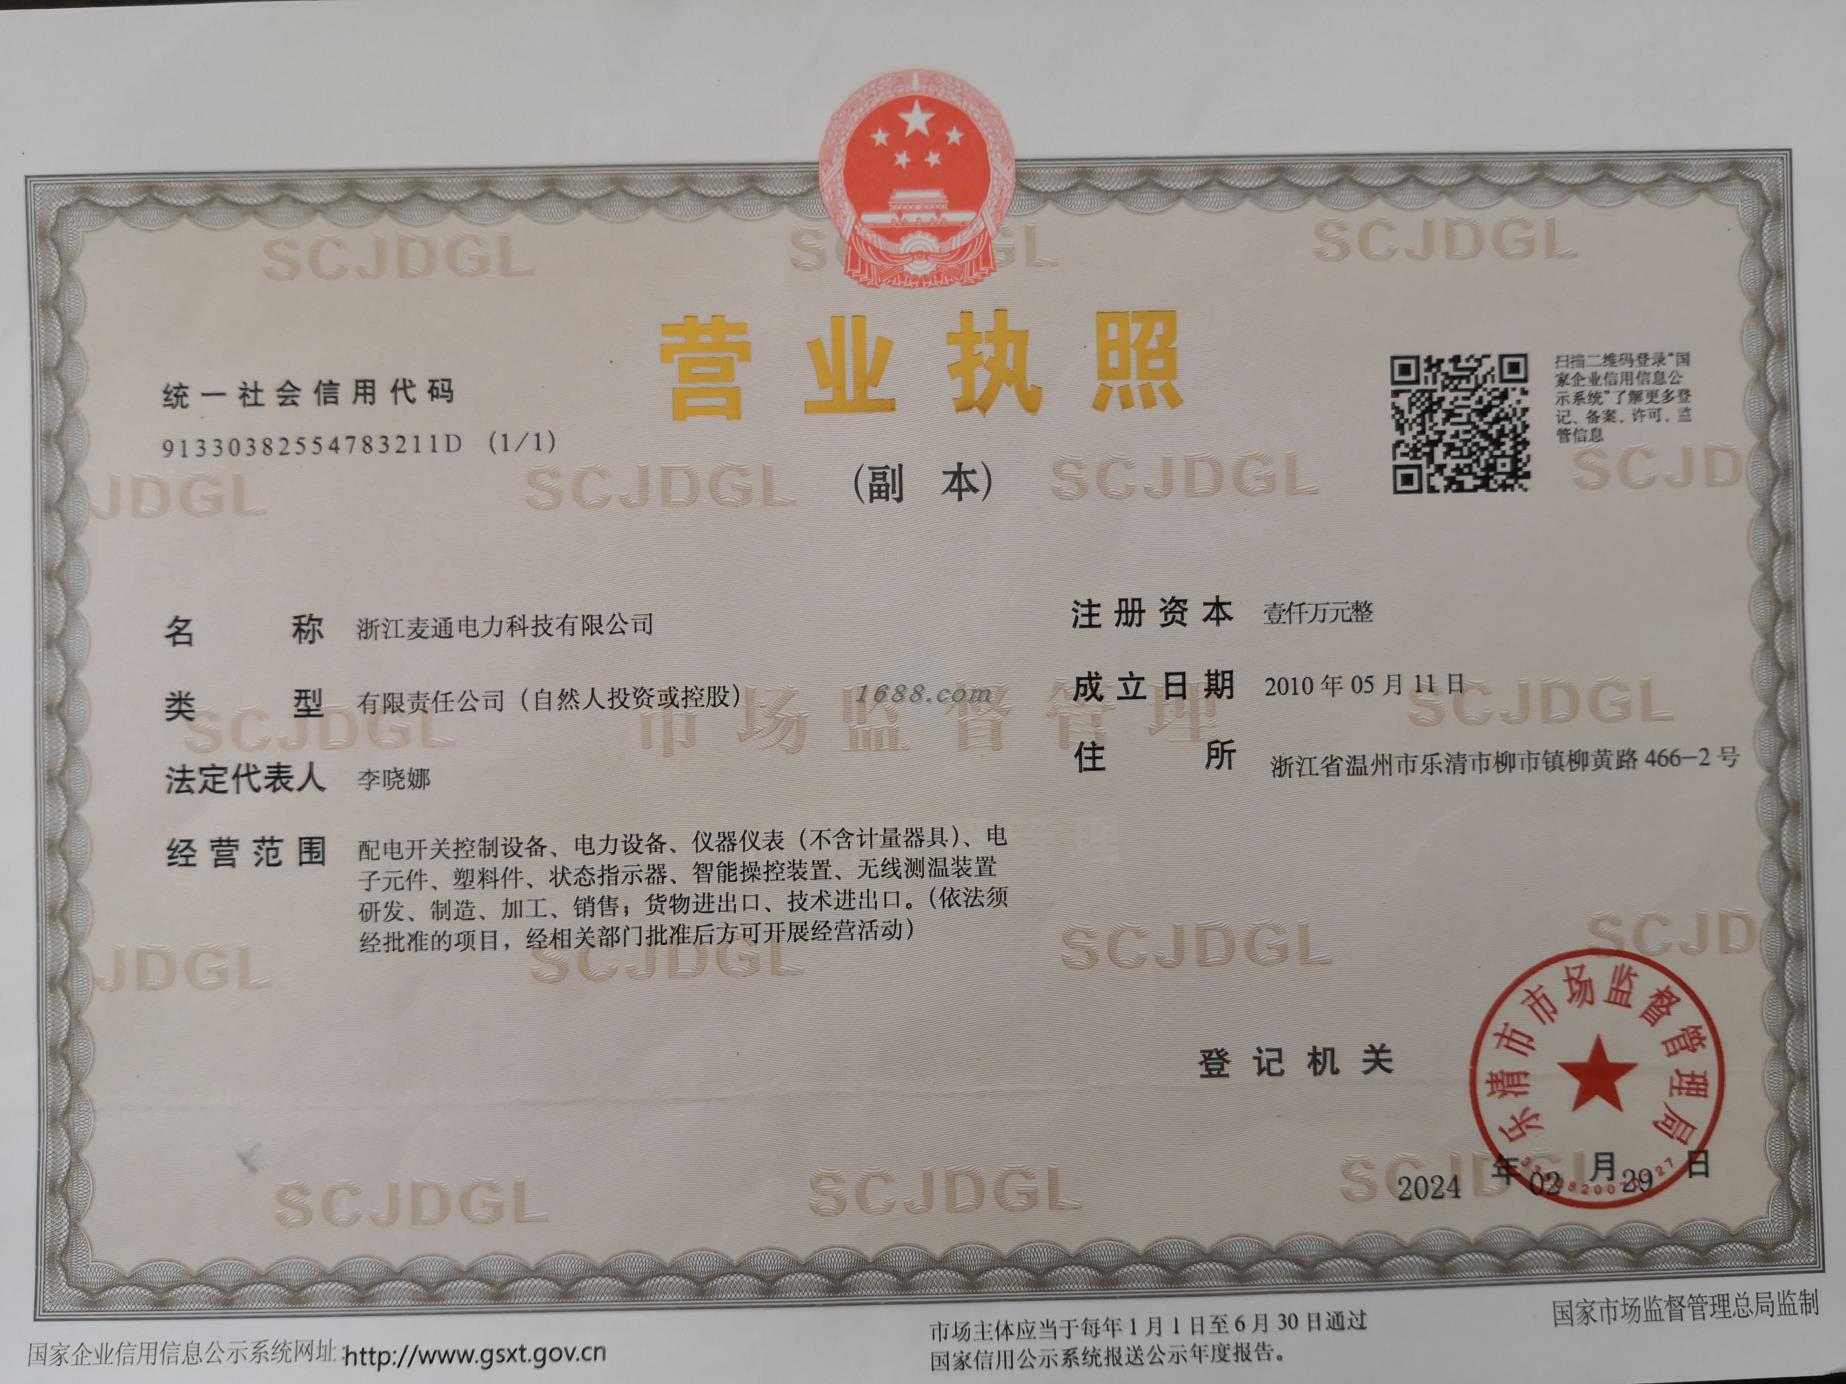 营业执照
(副 本)
统一社会信用代码
91330382554783211D (1/1)
扫描二维码登录“国
家企业信用信息公
示系统”了解更多登
记、备案、许可、监
管信息
名 称 浙江麦通电力科技有限公司
类 型 有限责任公司（自然人投资或控股）
法定代表人 李晓娜
经营范围 配电开关控制设备、电力设备、仪器仪表（不含计量器具）、电
子元件、塑料件、状态指示器、智能操控装置、无线测温装置
研发、制造、加工、销售；货物进出口、技术进出口。（依法须
经批准的项目，经相关部门批准后方可开展经营活动）
注册资本 壹仟万元整
成立日期 2010年05月11日
住 所 浙江省温州市乐清市柳市镇柳黄路466-2号
1688.com
市场监督管理
SCJDGL
登记机关
乐清市市场监督管理局
2024年02月29日
国家企业信用信息公示系统网址:http://www.gsxt.gov.cn
市场主体应当于每年1月1日至6月30日通过
国家信用公示系统报送公示年度报告。
国家市场监督管理总局监制